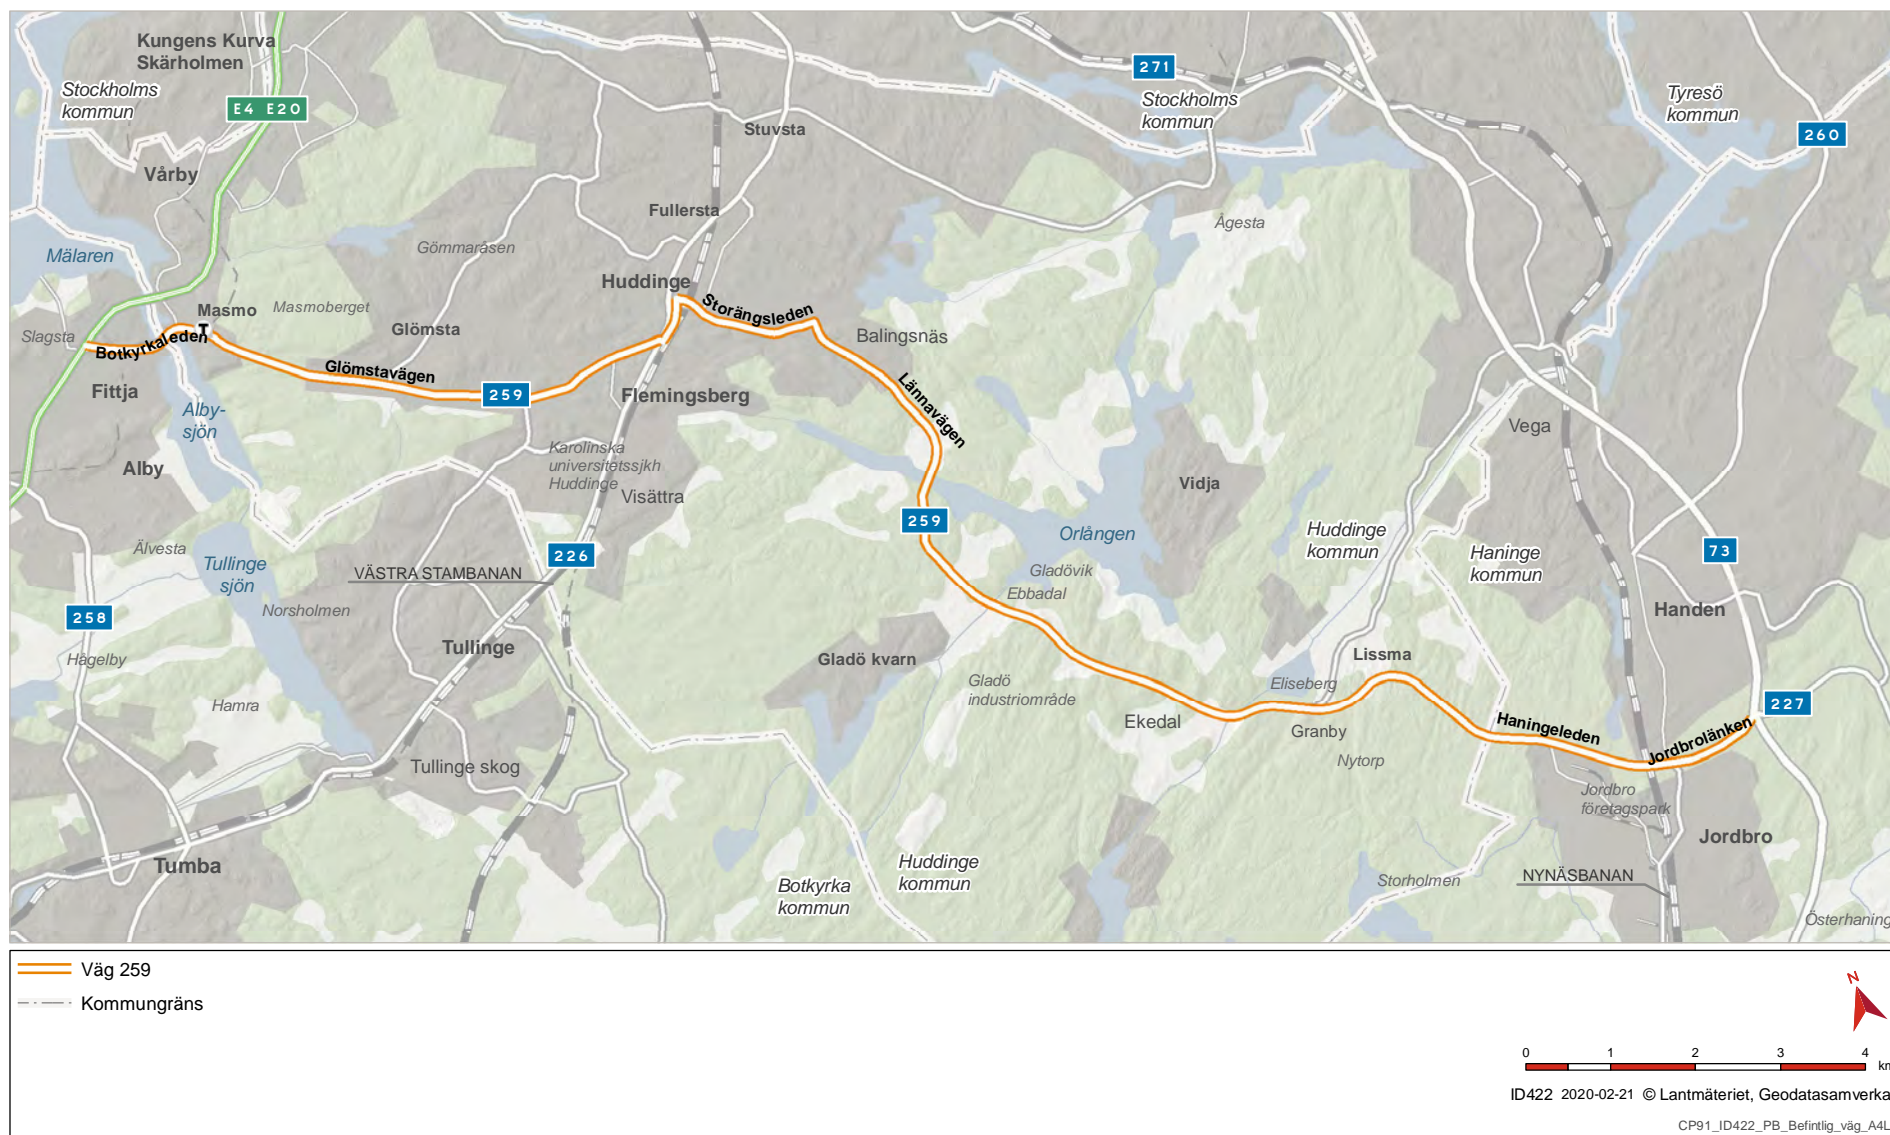 Kungens Kurva
Skärholmen
Stockholms
kommun
E4 E20
Vårby
Mälaren
Slagsta
Masmo
T
Masmoberget
Gömmaråsen
Glömsta
Botkyrkaleden
Fittja
Glömstavägen
259
Alby-
sjön
Alby
Stuvsta
Fullersta
Huddinge
Storängsleden
Balingsnäs
Flemingsberg
Lännavägen
Karolinska
universitetssjkh
Huddinge
Visättra
271
Stockholms
kommun
Ågesta
Tyresö
kommun
260
Vega
Vidja
259
Orlången
Huddinge
kommun
Haninge
kommun
73
Handen
Älvesta
Tullinge
sjön
Norsholmen
VÄSTRA STAMBANAN
226
258
Hågelby
Hamra
Tullinge
Tullinge skog
Tumba
Gladövik
Ebbadal
Gladö kvarn
Gladö
industriområde
Ekedal
Eliseberg
Granby
Lissma
Nytorp
Haningeleden
Jordbrolänken
227
Jordbro
företagspark
Jordbro
NYNÄSBANAN
Storholmen
Österhaning
Huddinge
kommun
Botkyrka
kommun
Väg 259
Kommungräns
N
0 1 2 3 4
km
ID422 2020-02-21 © Lantmäteriet, Geodatasamverka
CP91_ID422_PB_Befintlig_väg_A4L